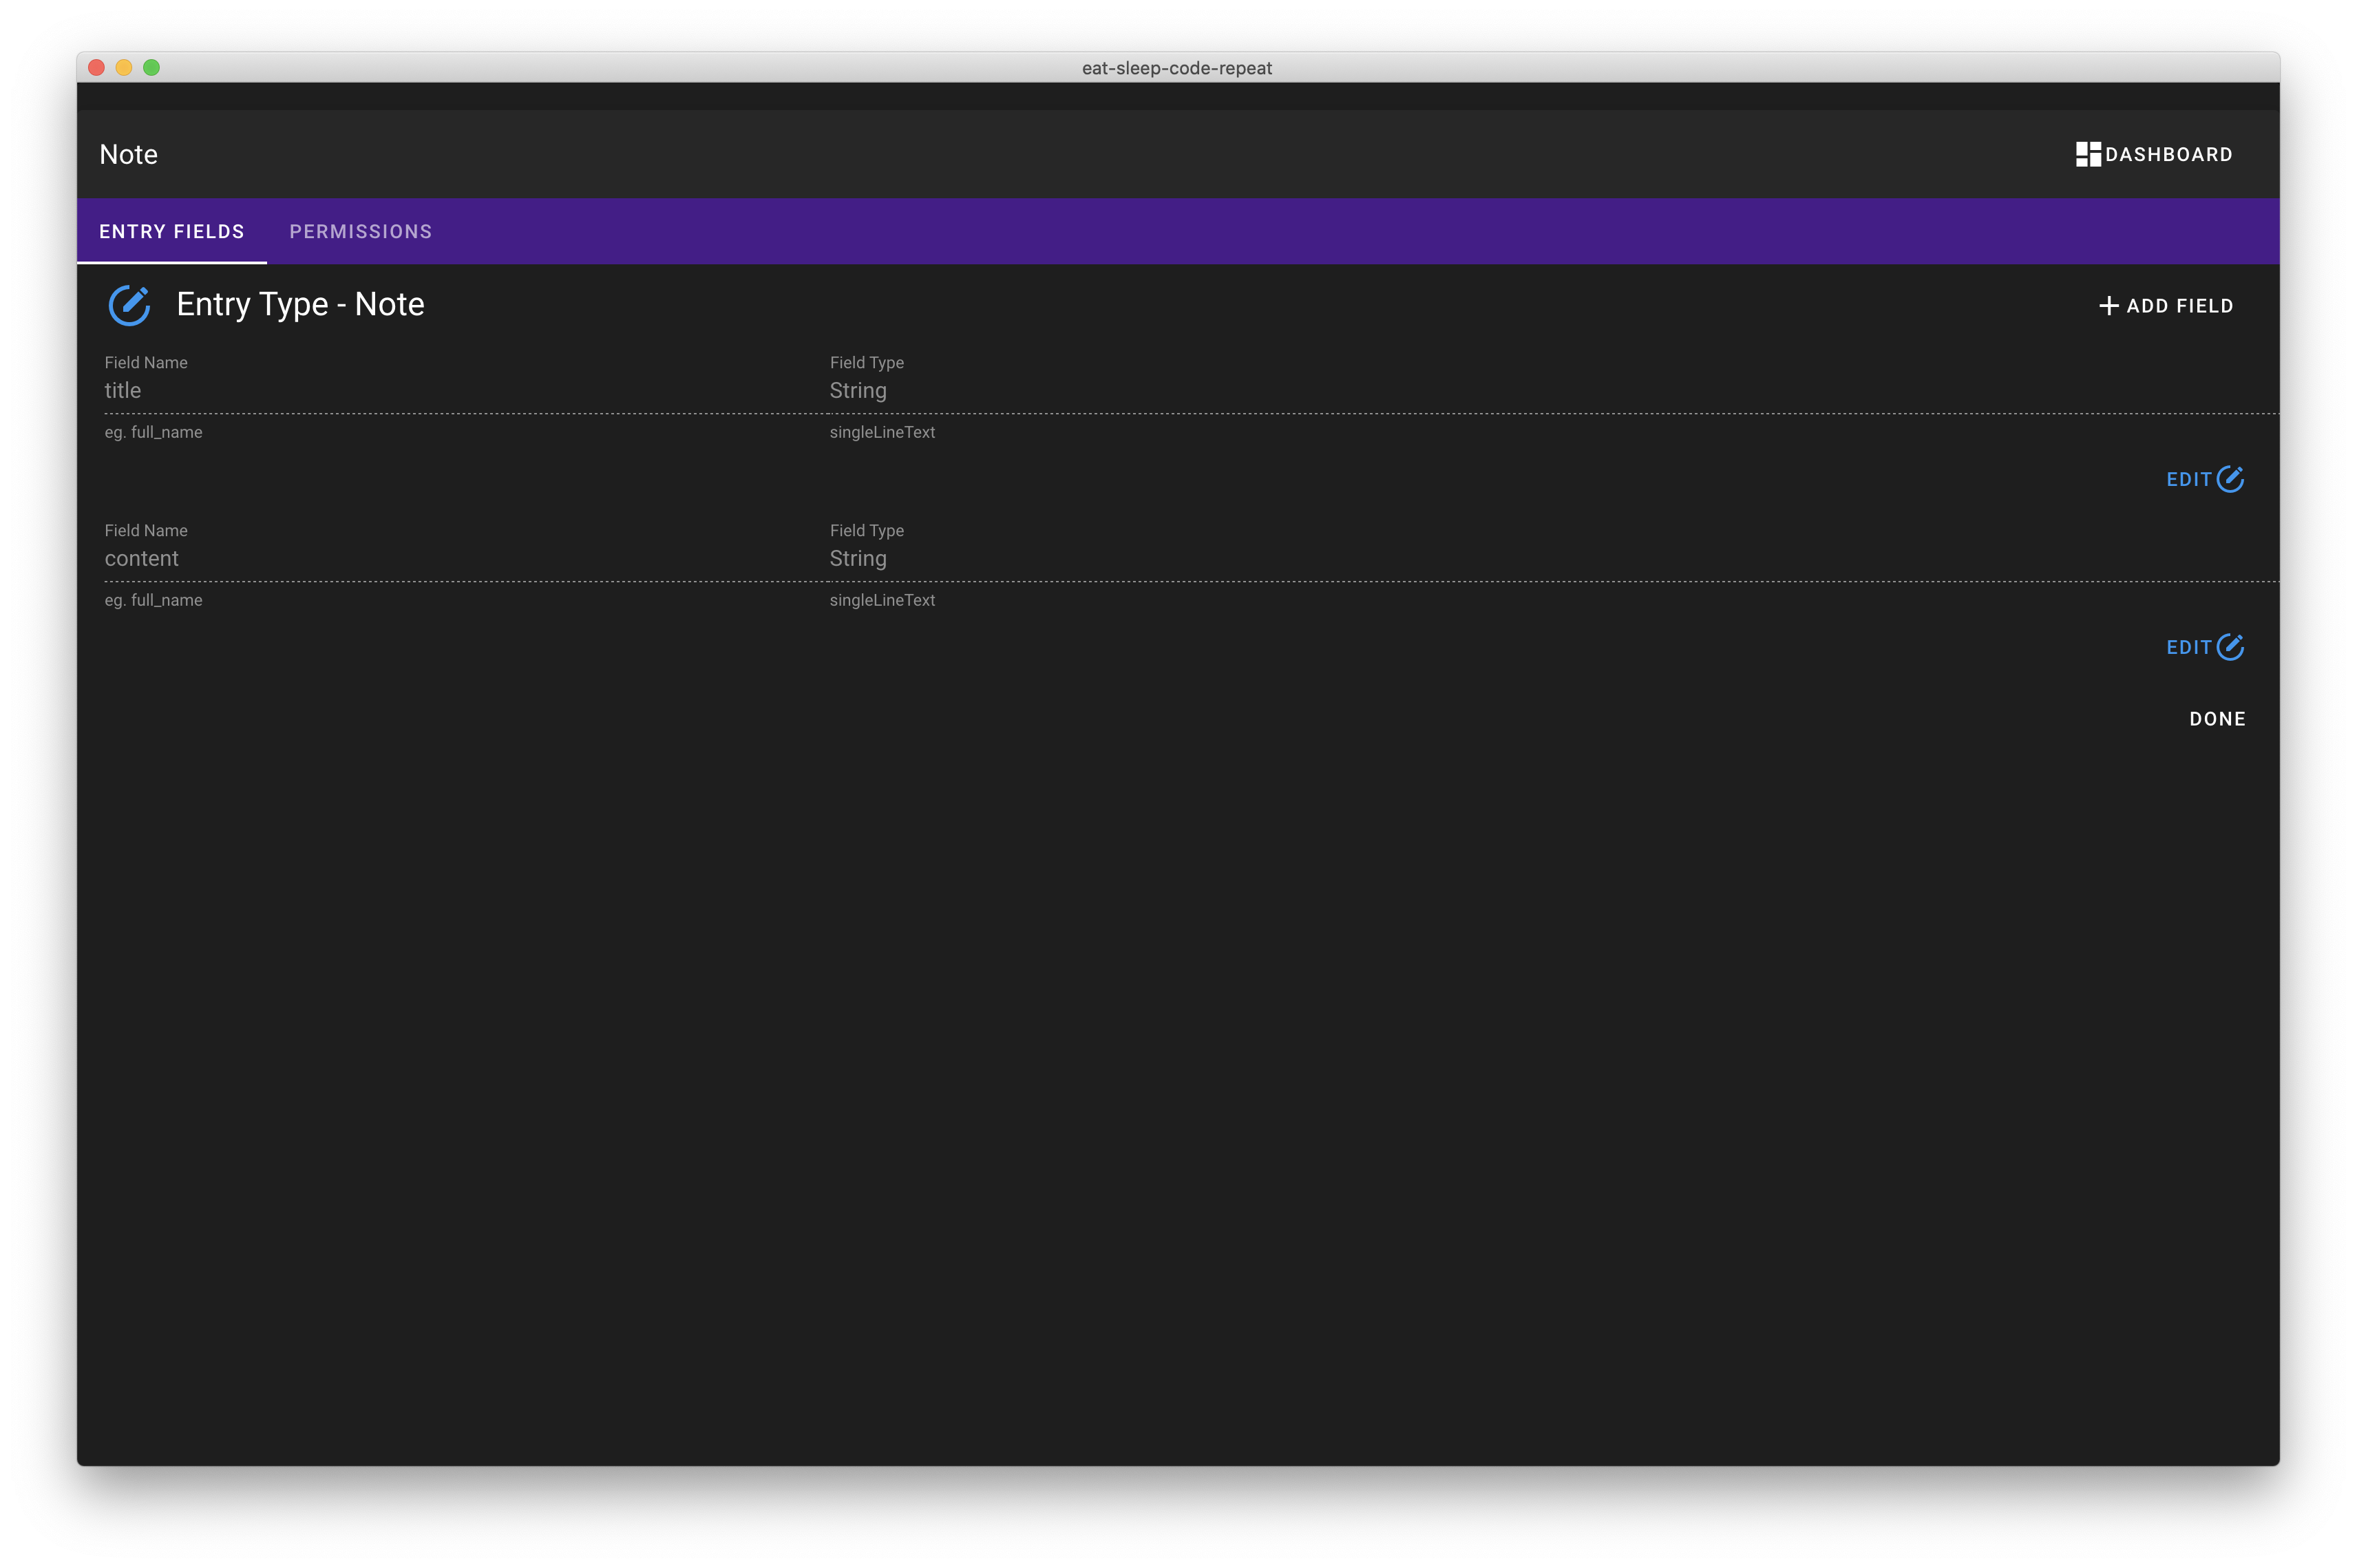 eat-sleep-code-repeat
Note
DASHBOARD
ENTRY FIELDS PERMISSIONS
Entry Type - Note
ADD FIELD
Field Name Field Type
title String
eg. full_name singleLineText
EDIT
Field Name Field Type
content String
eg. full_name singleLineText
EDIT
DONE